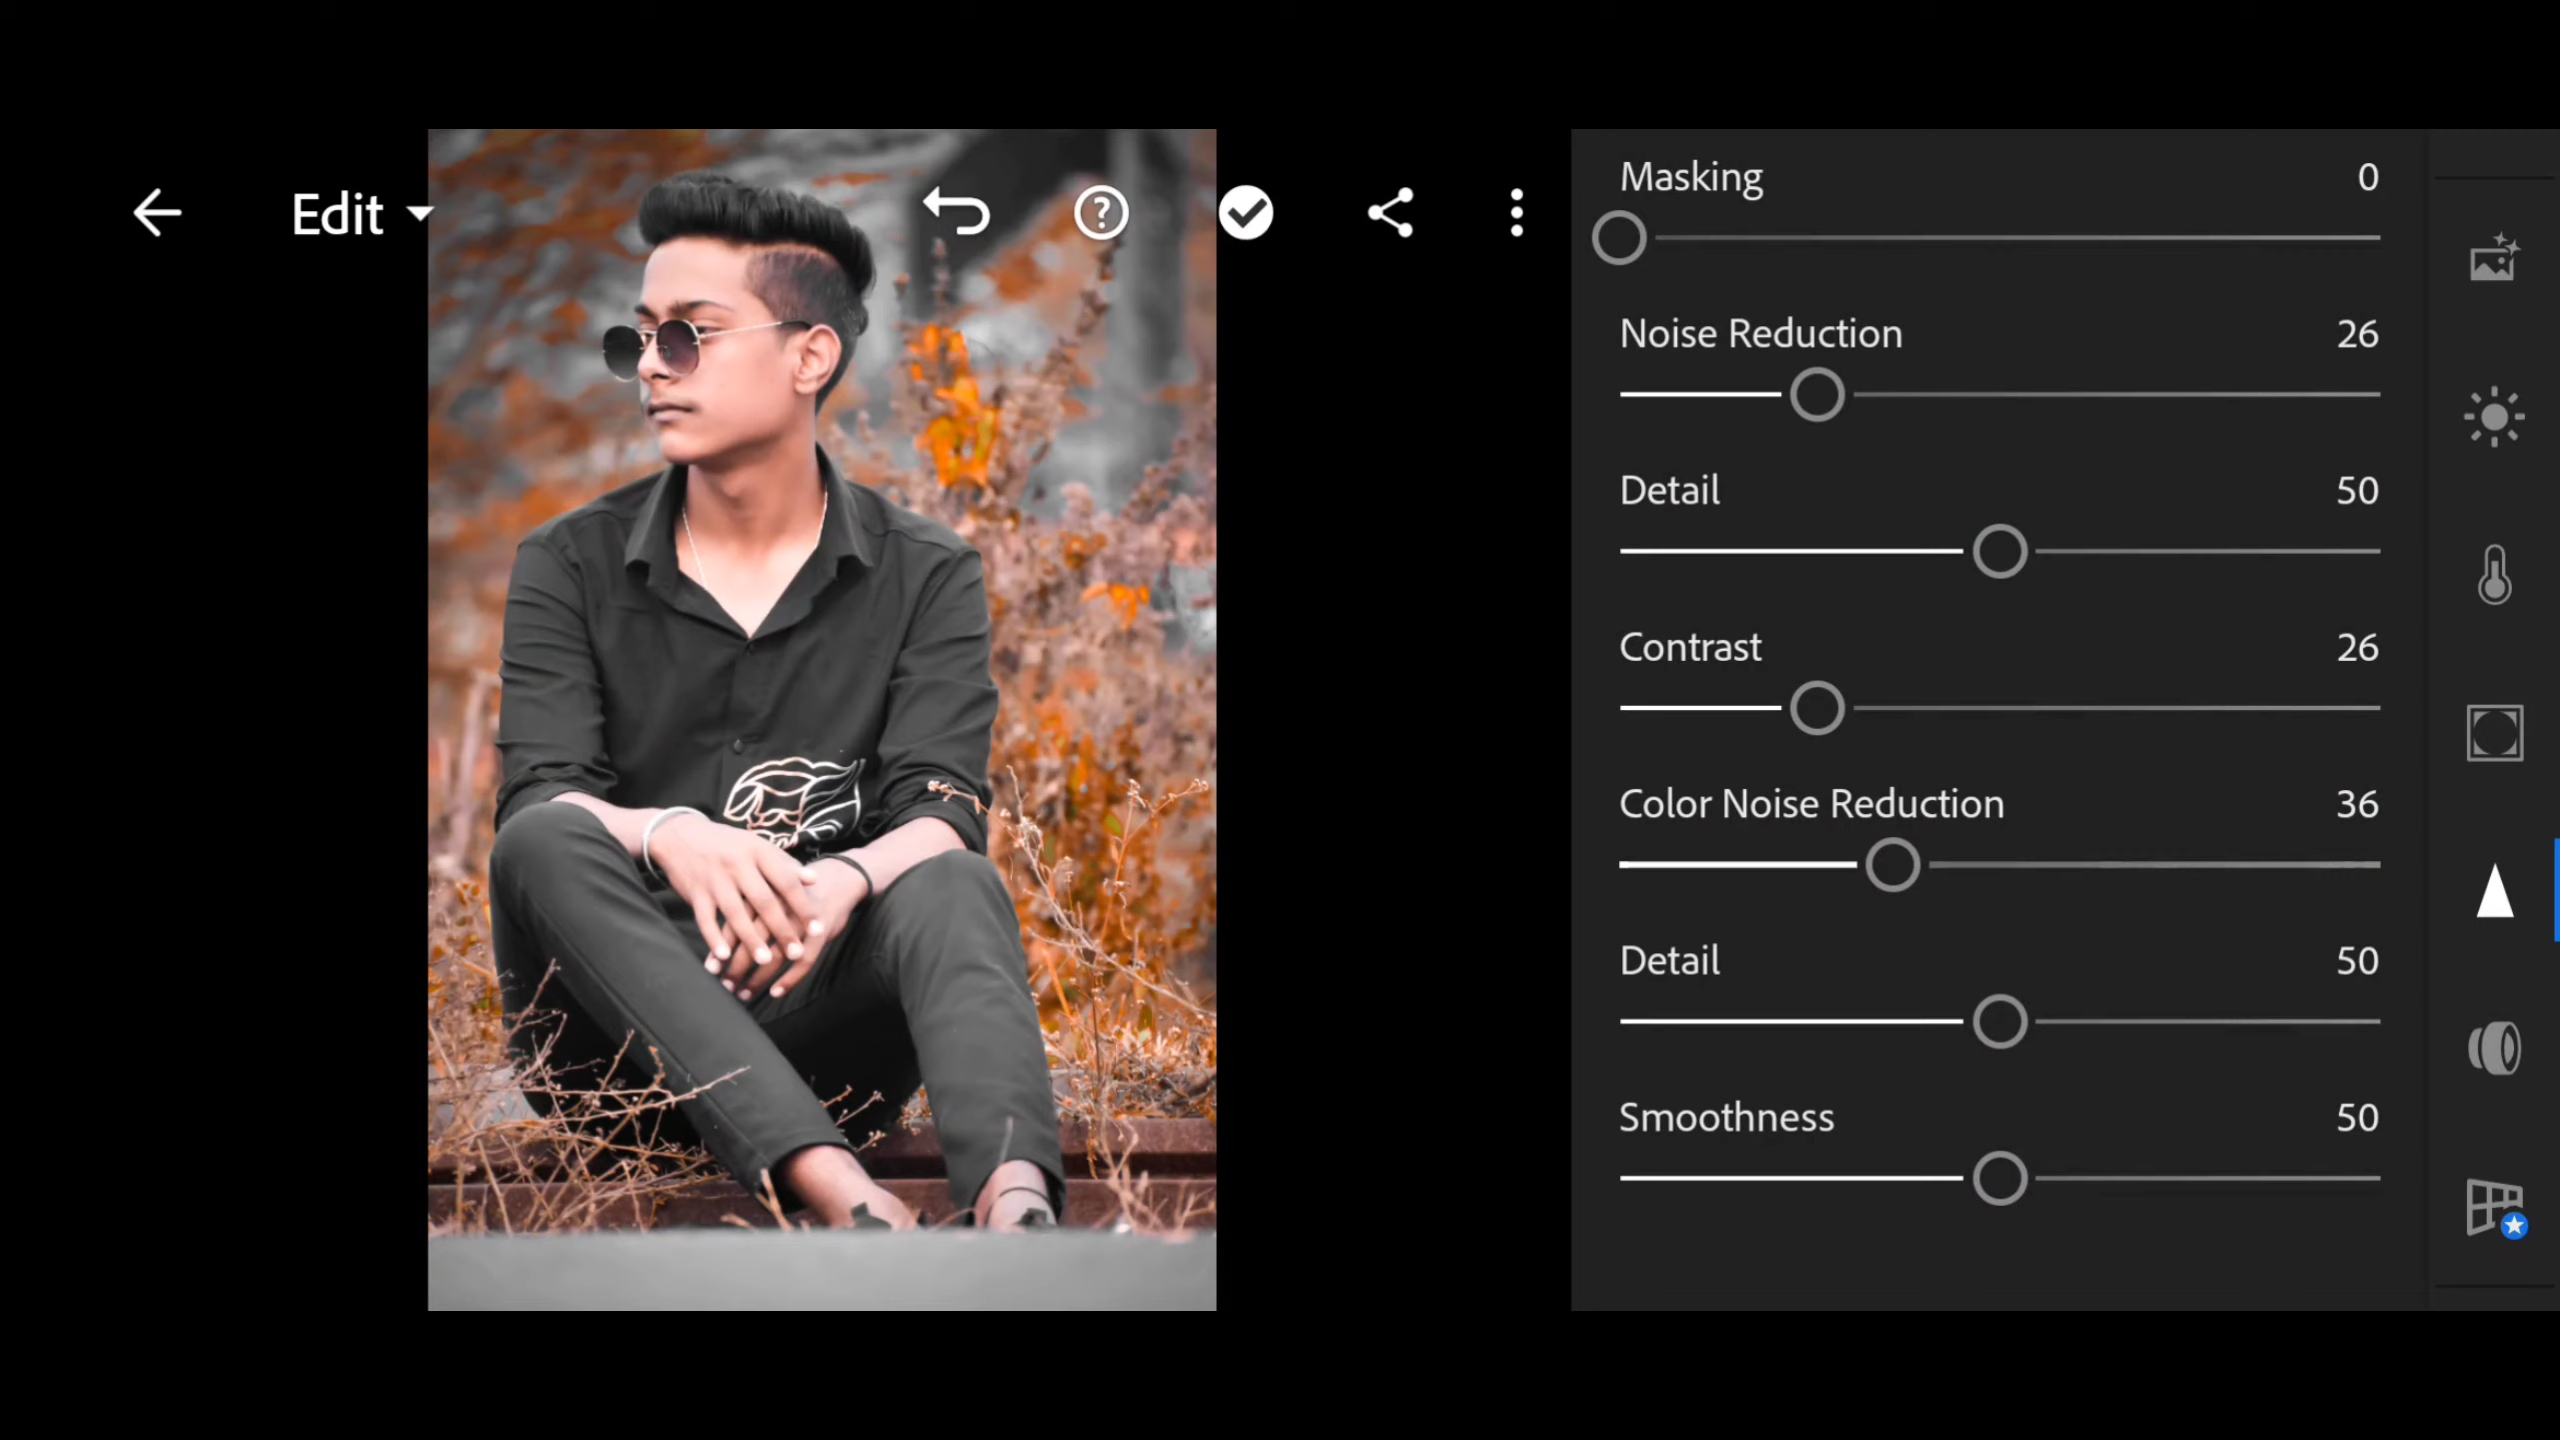 Edit
Masking 0
Noise Reduction 26
Detail 50
Contrast 26
Color Noise Reduction 36
Detail 50
Smoothness 50